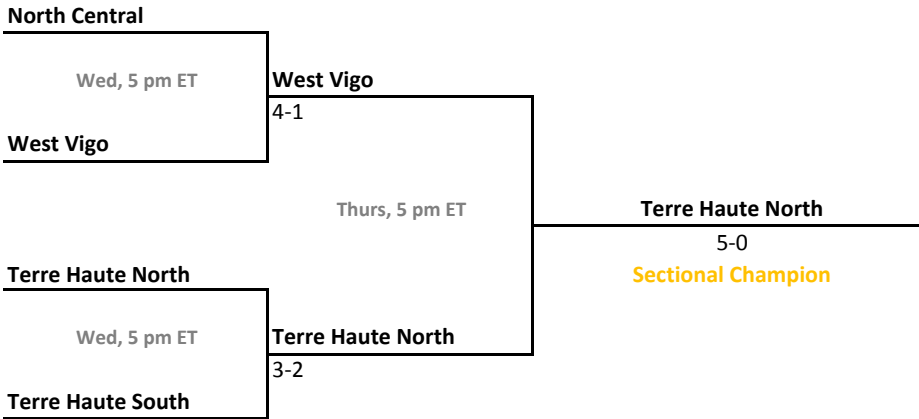 North Central
Wed, 5 pm ET
West Vigo
4-1
West Vigo
Thurs, 5 pm ET
Terre Haute North
5-0
Sectional Champion
Terre Haute North
Wed, 5 pm ET
Terre Haute North
3-2
Terre Haute South